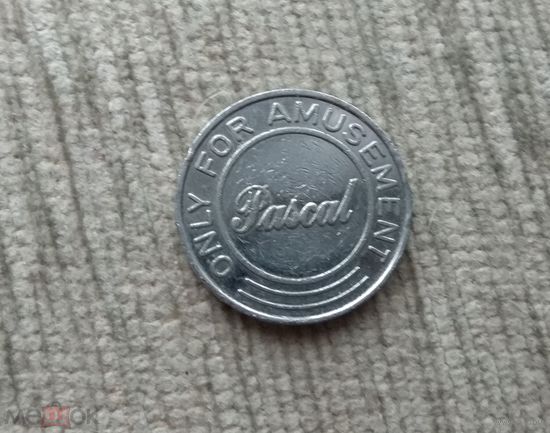 ONLY FOR AMUSEMENT
Pascal
мешок